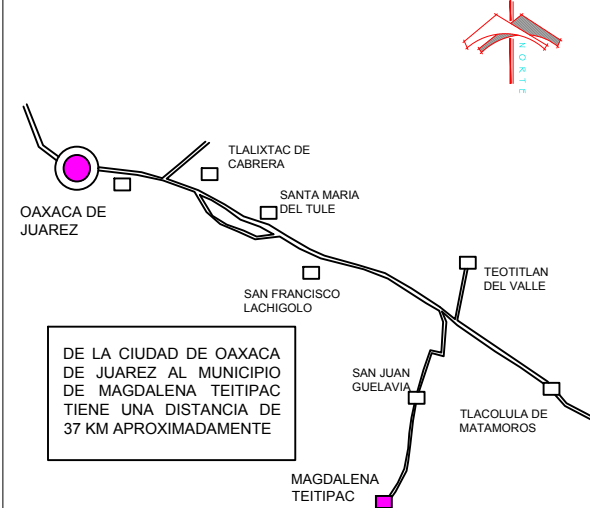 NORTE
TLALIXTAC DE
CABRERA
SANTA MARIA
DEL TULE
OAXACA DE
JUAREZ
TEOTITLAN
DEL VALLE
SAN FRANCISCO
LACHIGOLO
DE LA CIUDAD DE OAXACA
DE JUAREZ AL MUNICIPIO
DE MAGDALENA TEITIPAC
TIENE UNA DISTANCIA DE
37 KM APROXIMADAMENTE
SAN JUAN
GUELAVIA
TLACOLULA DE
MATAMOROS
MAGDALENA
TEITIPAC